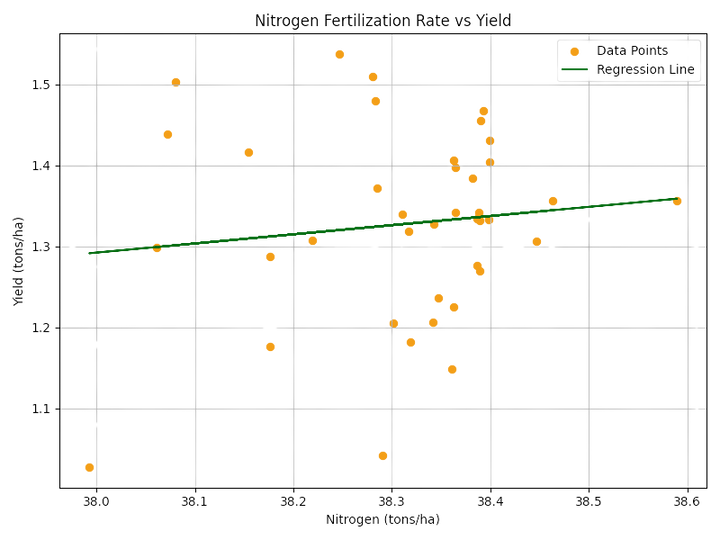 Nitrogen Fertilization Rate vs Yield
Data Points
Regression Line
1.5
1.4
1.3
1.2
1.1
Yield (tons/ha)
38.0 38.1 38.2 38.3 38.4 38.5 38.6
Nitrogen (tons/ha)